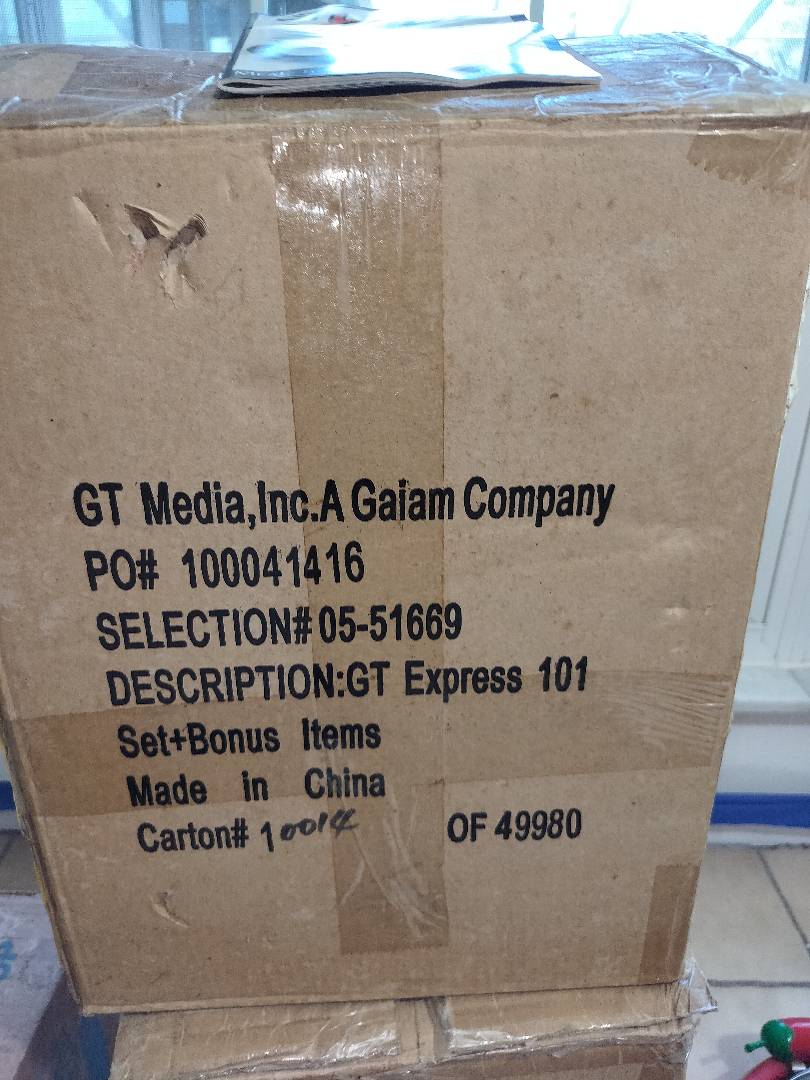 GT Media,Inc.A Gaiam Company
PO# 100041416
SELECTION# 05-51669
DESCRIPTION:GT Express 101
Set+Bonus Items
Made in China
Carton# 10014 OF 49980